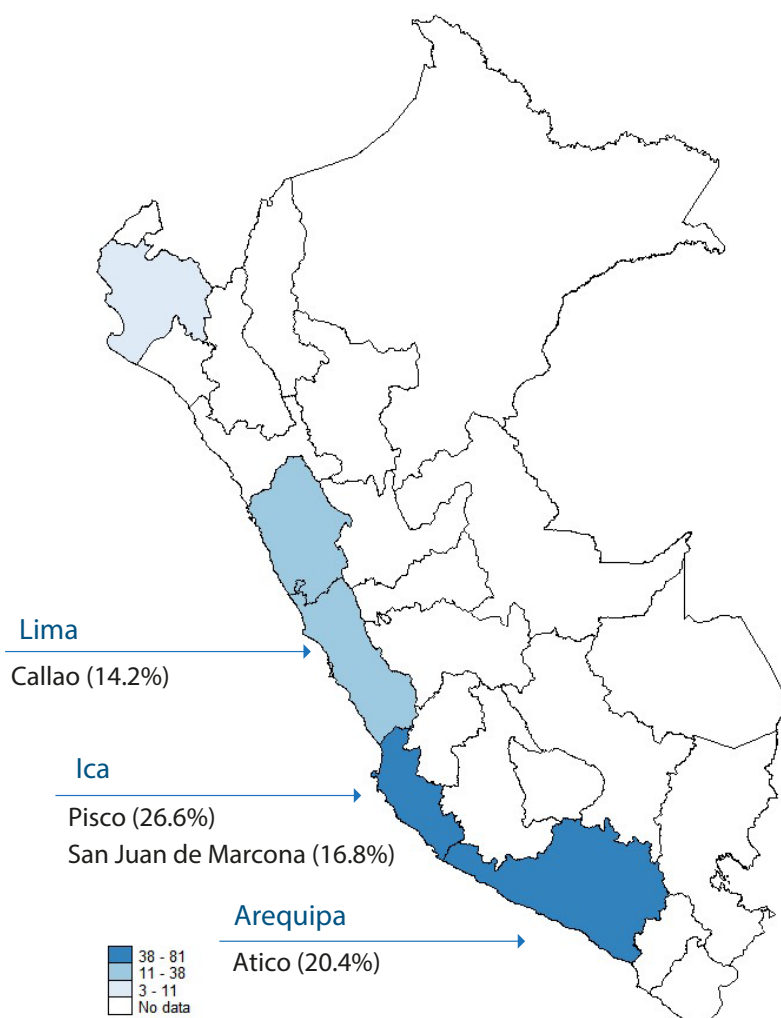 Lima
Callao (14.2%)
Ica
Pisco (26.6%)
San Juan de Marcona (16.8%)
Arequipa
Atico (20.4%)
38 - 81
11 - 38
3 - 11
No data